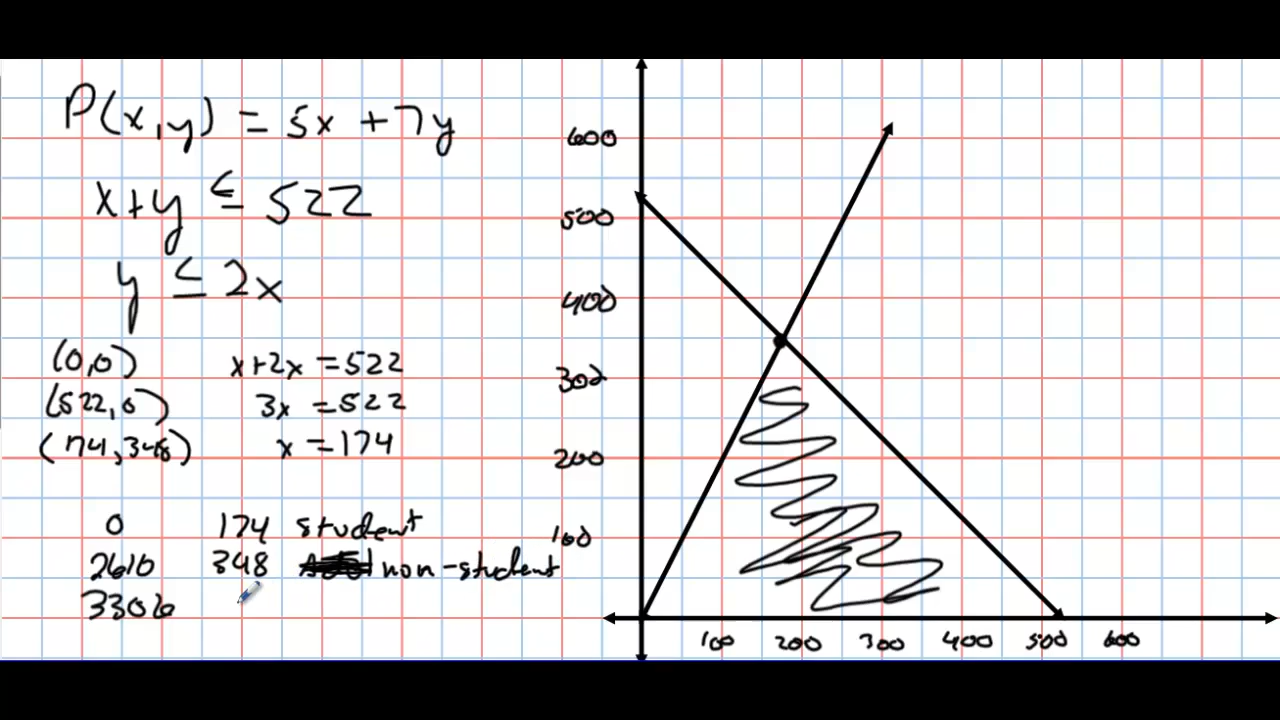 P(x,y) = 5x + 7y
x+y ≤ 522
y ≤ 2x
(0,0) x+2x = 522
(522,0) 3x = 522
(174,348) x = 174
0 174 student
2610 348 non-student
3306
600
500
400
300
200
100
100 200 300 400 500 600